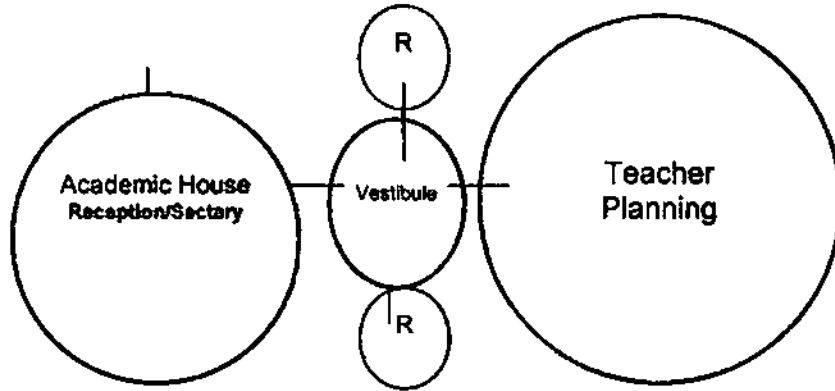 R
Academic House
Reception/Sectary
Vestibule
Teacher
Planning
R